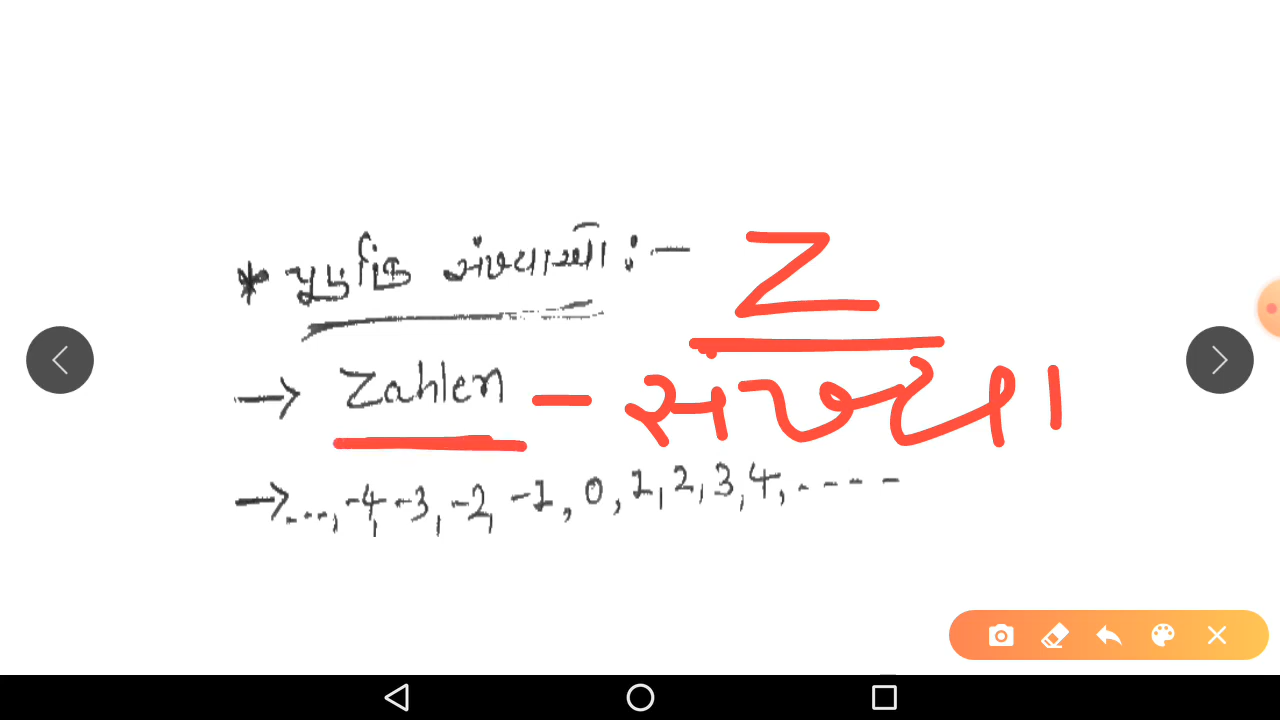 * પૂર્ણાંક સંખ્યાઓ :- Z
→ Zahlen - સંખ્યા
→ ..., -4, -3, -2, -1, 0, 1, 2, 3, 4, ....